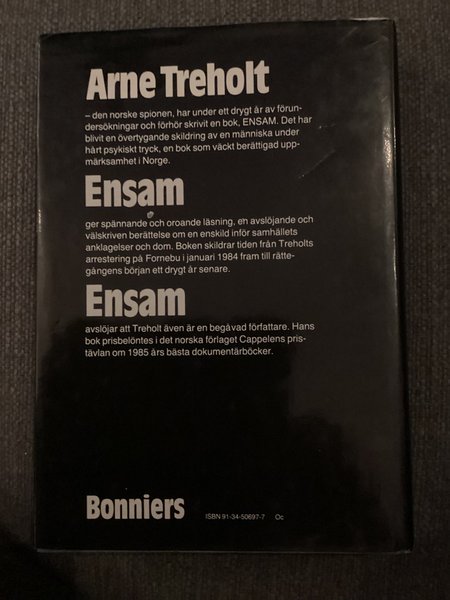 Arne Treholt
– den norske spionen, har under ett drygt år av förun-
dersökningar och förhör skrivit en bok, ENSAM. Det har
blivit en övertygande skildring av en människa under
hårt psykiskt tryck, en bok som väckt berättigad upp-
märksamhet i Norge.
Ensam
ger spännande och oroande läsning, en avslöjande och
välskriven berättelse om en enskild inför samhällets
anklagelser och dom. Boken skildrar tiden från Treholts
arrestering på Fornebu i januari 1984 fram till rätte-
gångens början ett drygt år senare.
Ensam
avslöjar att Treholt även är en begåvad författare. Hans
bok prisbelöntes i det norska förlaget Cappelens pris-
tävlan om 1985 års bästa dokumentärböcker.
Bonniers ISBN 91-34-50697-7 Oc